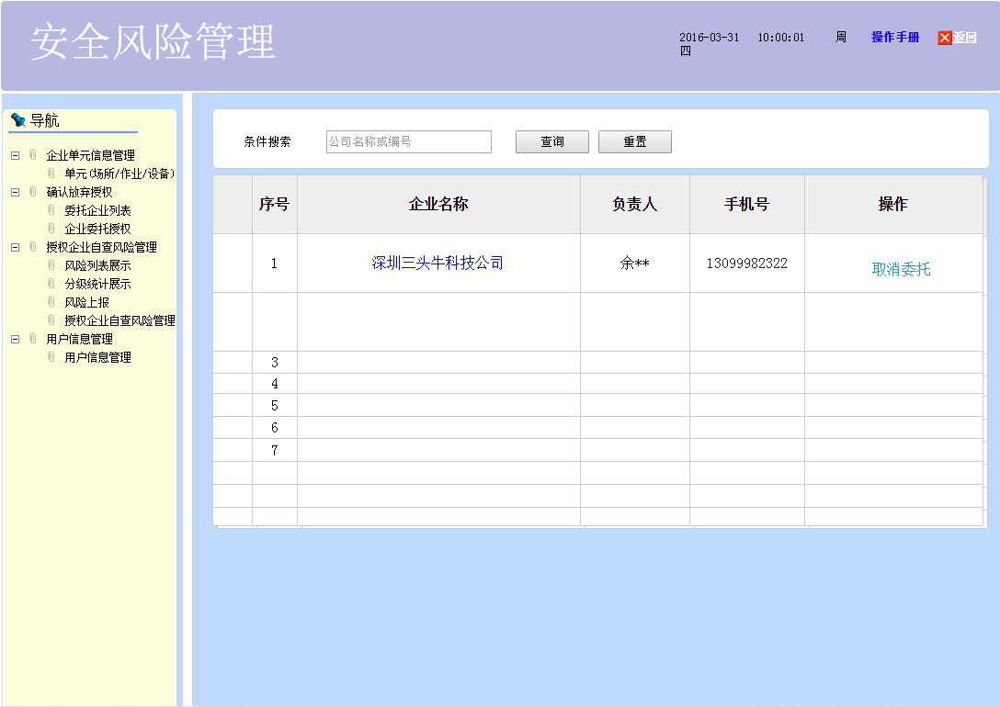 安全风险管理
2016-03-31 10:00:01 周四
操作手册
返回
导航
企业单元信息管理
单元(场所/作业/设备)
确认放弃授权
委托企业列表
企业委托授权
授权企业自查风险管理
风险列表展示
分级统计展示
风险上报
授权企业自查风险管理
用户信息管理
用户信息管理
条件搜索 公司名称或编号 查询 重置
序号 企业名称 负责人 手机号 操作
1 深圳三头牛科技公司 余** 13099982322 取消委托
3
4
5
6
7